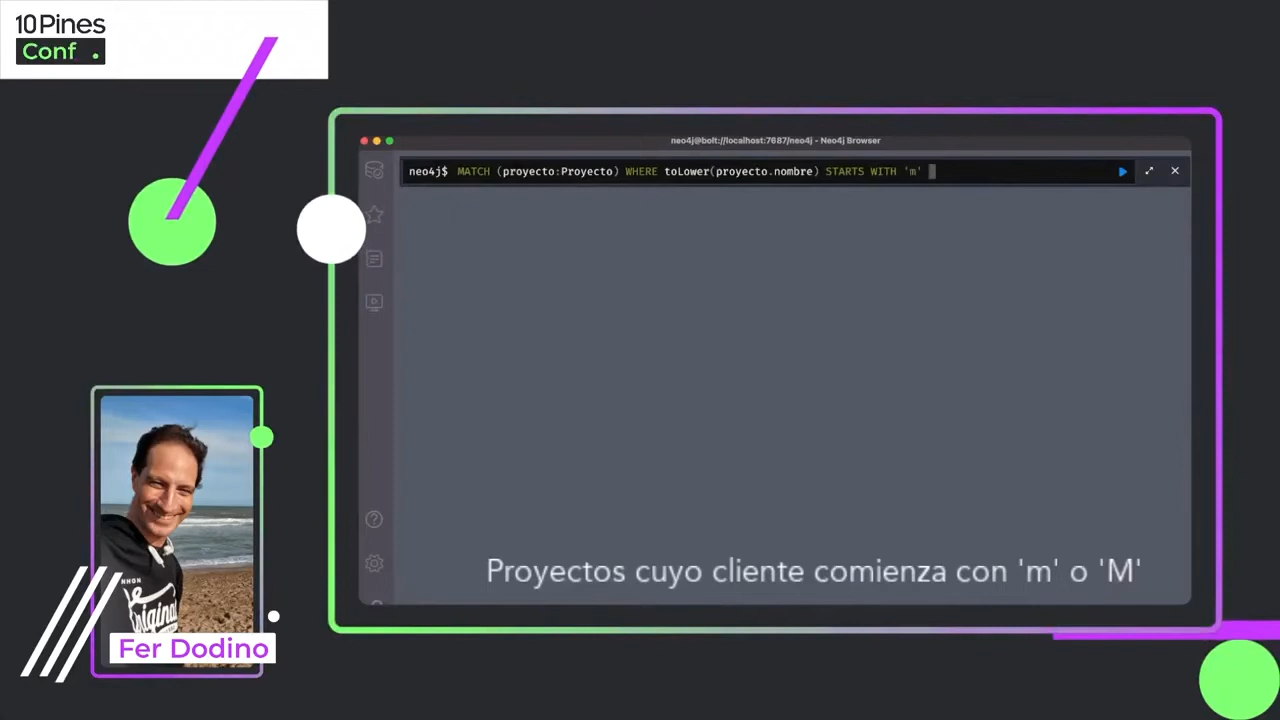 10Pines
Conf .
neo4j@bolt://localhost:7687/neo4j - Neo4j Browser
neo4j$ MATCH (proyecto:Proyecto) WHERE toLower(proyecto.nombre) STARTS WITH 'm'
Proyectos cuyo cliente comienza con 'm' o 'M'
NHGN
Original
Fer Dodino